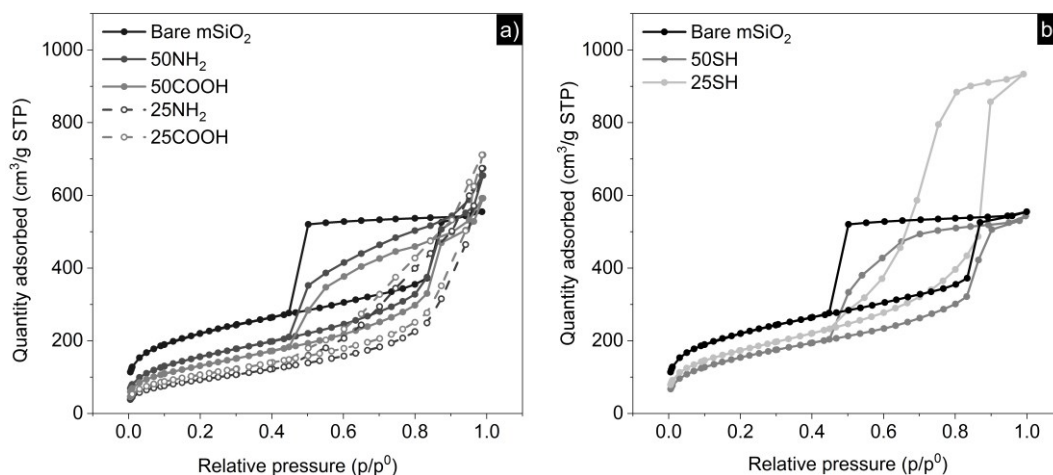 a)
Bare mSiO₂
50NH₂
50COOH
25NH₂
25COOH
Quantity adsorbed (cm³/g STP)
1000
800
600
400
200
0
0.0 0.2 0.4 0.6 0.8 1.0
Relative pressure (p/p⁰)
b)
Bare mSiO₂
50SH
25SH
Quantity adsorbed (cm³/g STP)
1000
800
600
400
200
0
0.0 0.2 0.4 0.6 0.8 1.0
Relative pressure (p/p⁰)